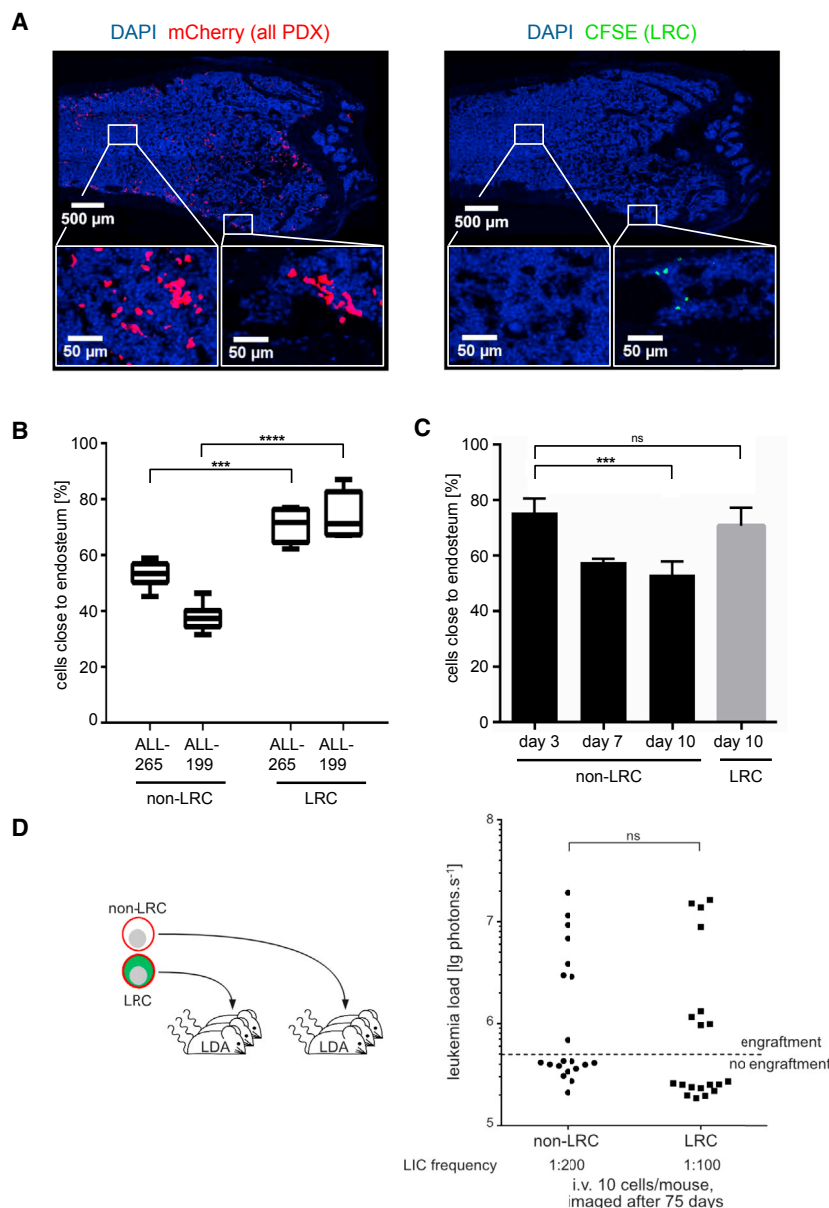 A
DAPI mCherry (all PDX)
DAPI CFSE (LRC)
500 µm
50 µm
50 µm
500 µm
50 µm
50 µm
B
cells close to endosteum [%]
100
80
60
40
20
0
***
****
ALL-265
ALL-199
ALL-265
ALL-199
non-LRC
LRC
C
cells close to endosteum [%]
100
80
60
40
20
0
ns
***
day 3
day 7
day 10
day 10
non-LRC
LRC
D
non-LRC
LRC
LDA
LDA
leukemia load [lg photons.s-1]
8
7
6
5
ns
engraftment
no engraftment
non-LRC
LRC
LIC frequency
1:200
1:100
i.v. 10 cells/mouse,
imaged after 75 days